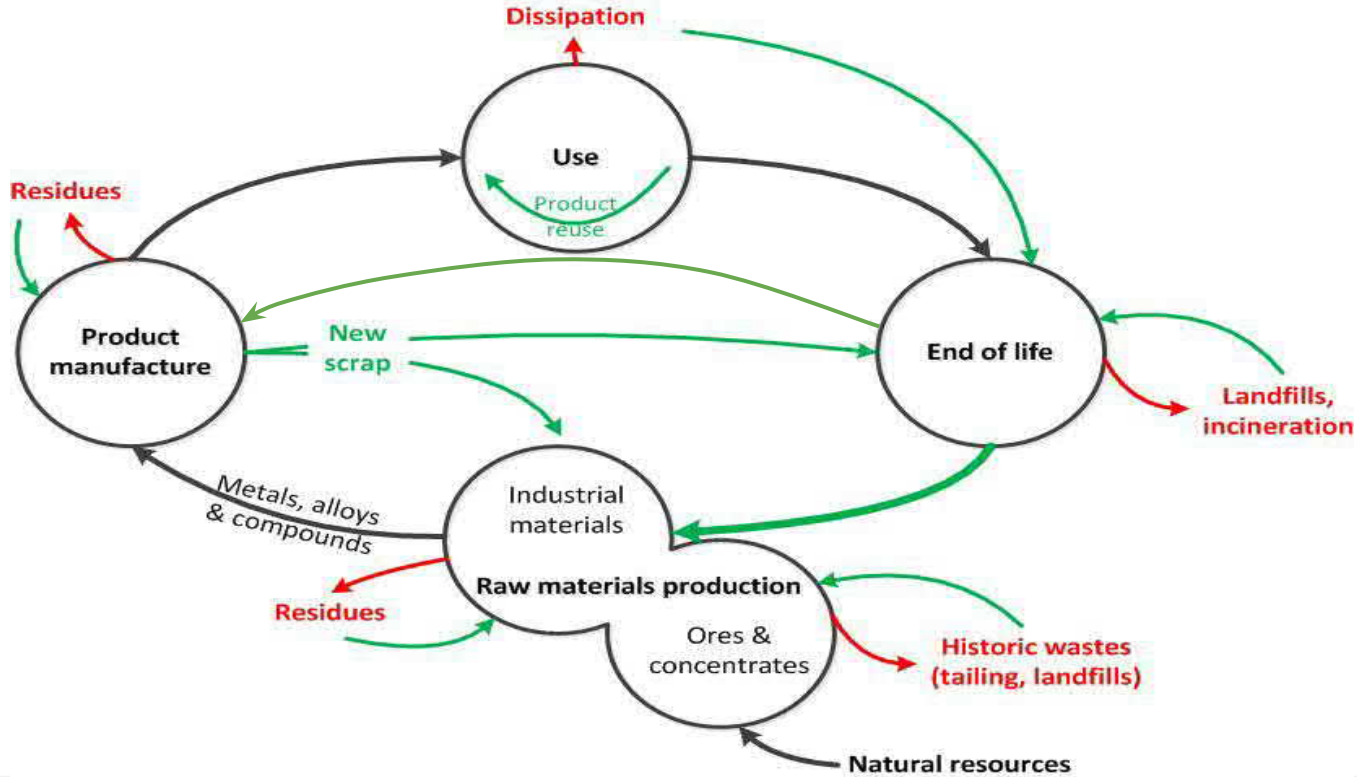 Dissipation
Use
Product
reuse
Residues
Product
manufacture
New
scrap
End of life
Landfills,
incineration
Metals, alloys
& compounds
Industrial
materials
Raw materials production
Residues
Ores &
concentrates
Historic wastes
(tailing, landfills)
Natural resources